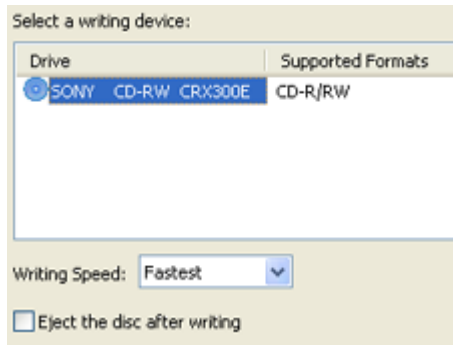 Select a writing device:
Drive Supported Formats
SONY CD-RW CRX300E CD-R/RW
Writing Speed: Fastest
Eject the disc after writing